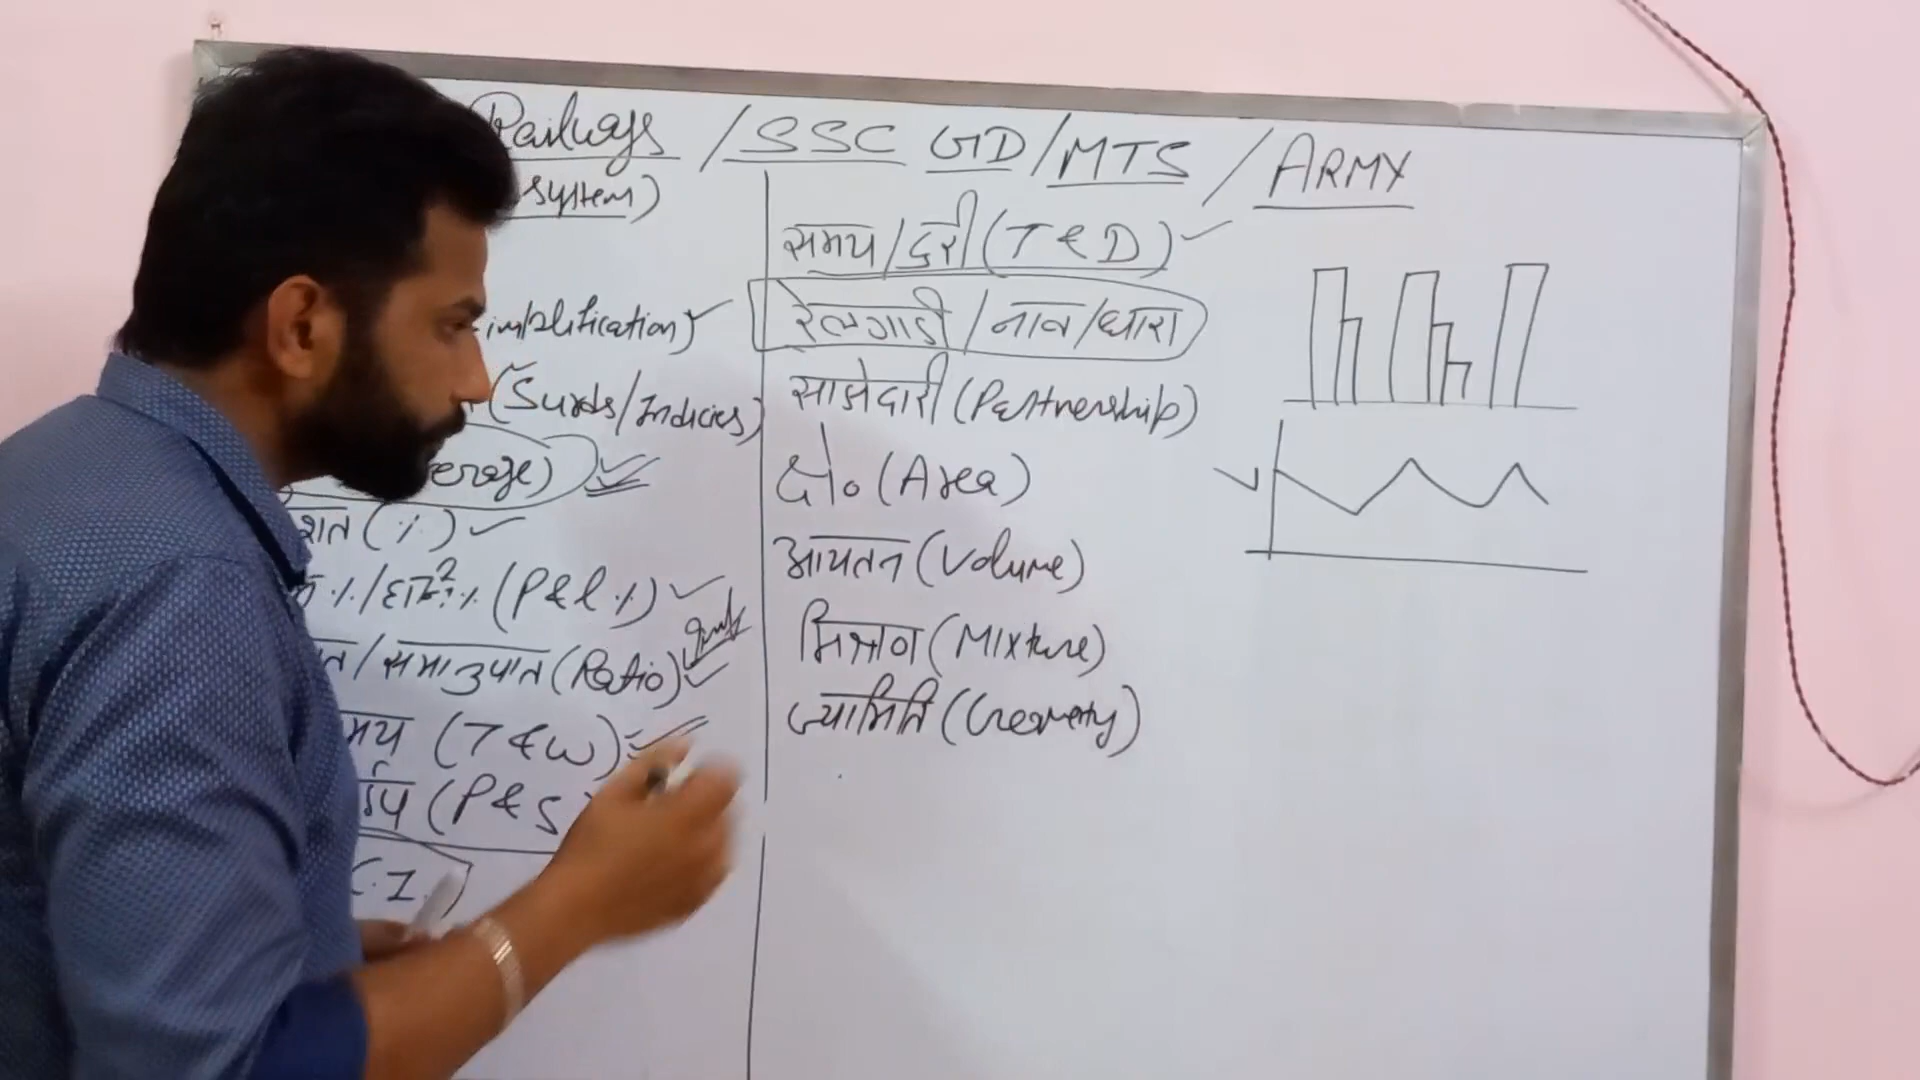 Railways / SSC GD / MTS / ARMY
system)
implification)
(Surds/Indicies)
erage)
शत (%)
%/हानि % (P&L %)
त/समानुपात (Ratio)
मय (T&W)
(P&S
C.I.)
समय/दुरी (T&D)
रेलगाडी / नाव/धारा
साझेदारी (Partnership)
क्षे० (Area)
आयतन (Volume)
मिश्रण (Mixture)
ज्यामिति (Geometry)